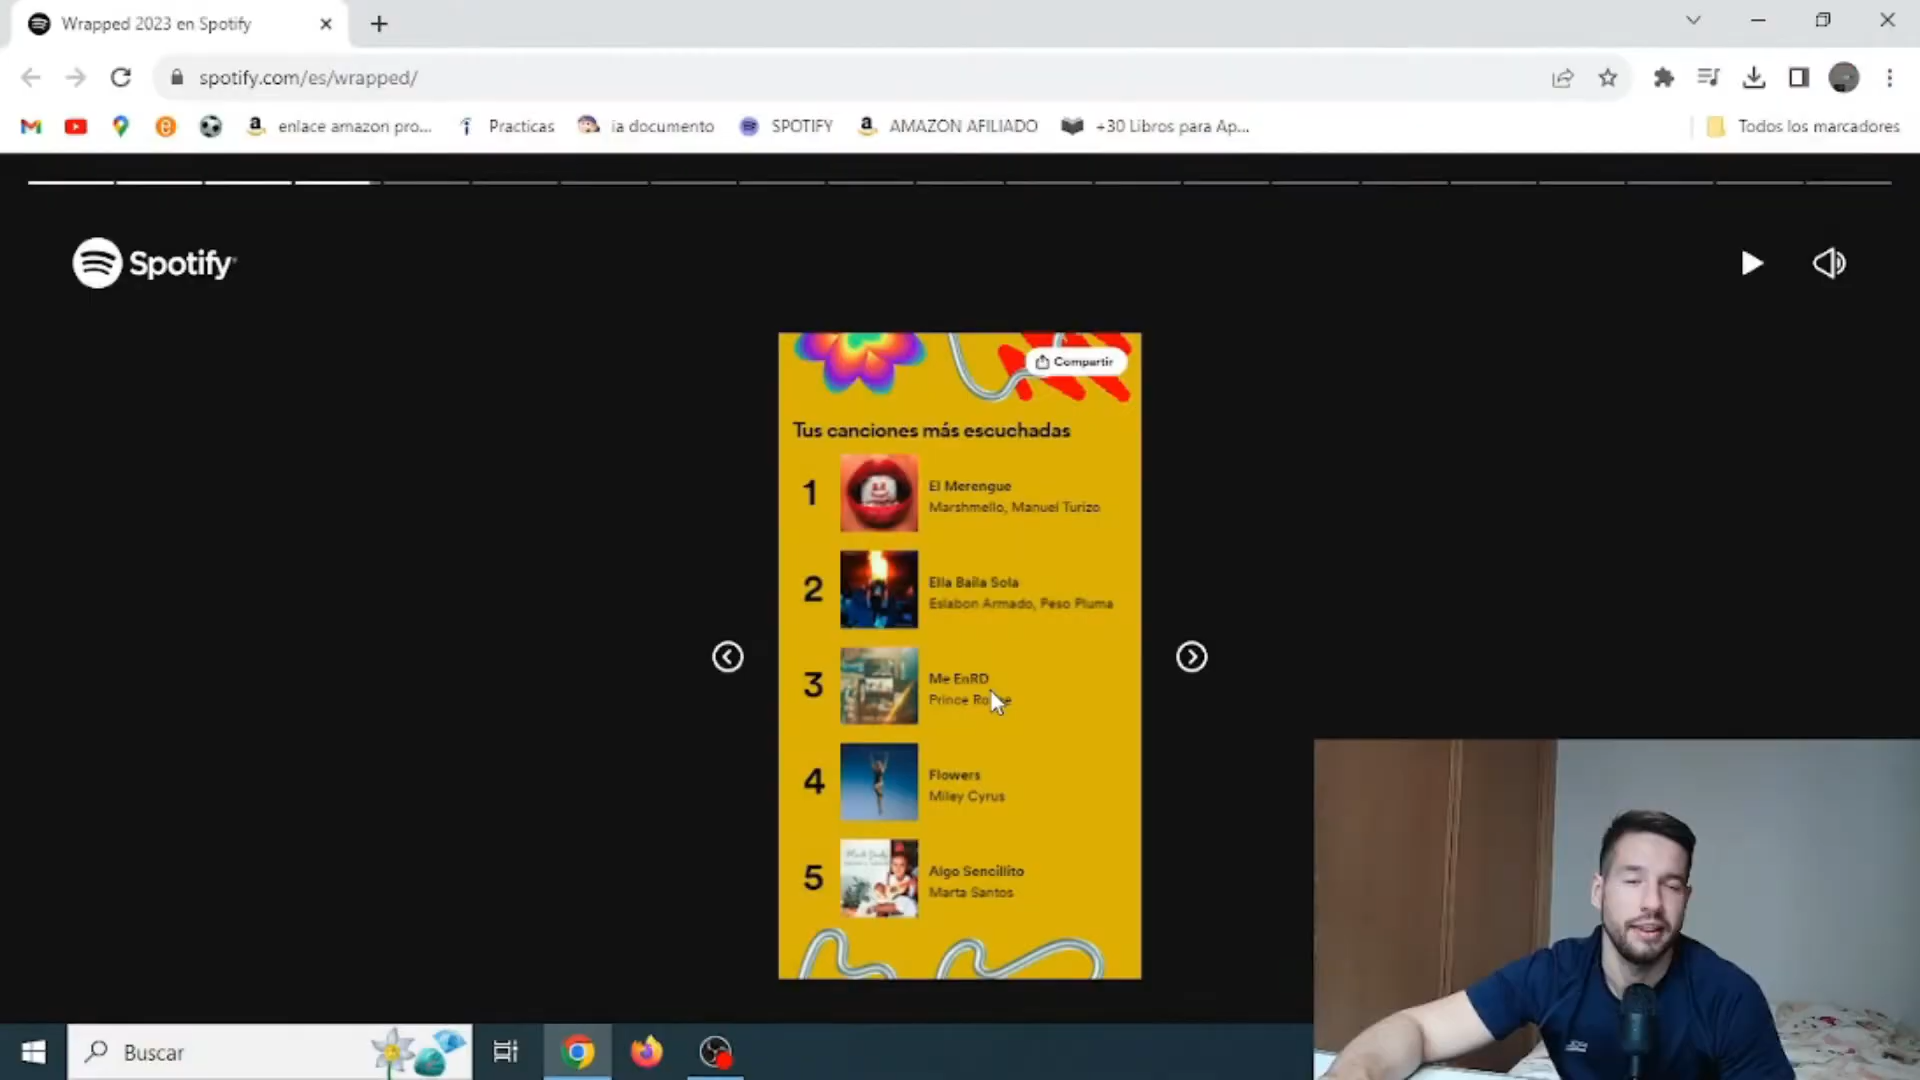 Wrapped 2023 en Spotify
spotify.com/es/wrapped/
enlace amazon pro...
Practicas
ia documento
SPOTIFY
AMAZON AFILIADO
+30 Libros para Ap...
Todos los marcadores
Spotify
Compartir
Tus canciones más escuchadas
1
El Merengue
Marshmello, Manuel Turizo
2
Ella Baila Sola
Eslabon Armado, Peso Pluma
3
Me EnRD
Prince
4
Flowers
Miley Cyrus
5
Algo Sencillito
Marta Santos
Buscar